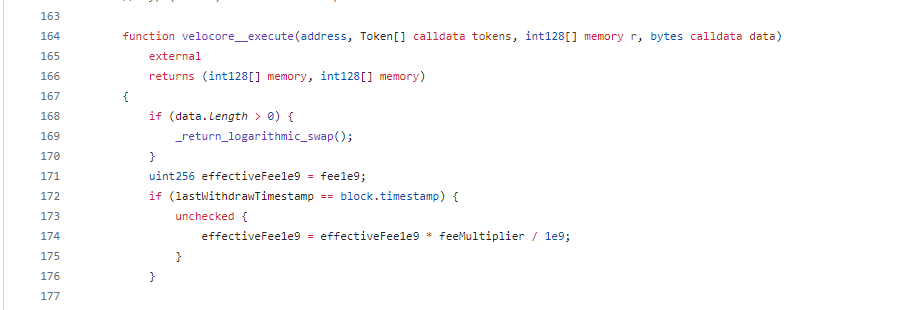 163
164 function velocore__execute(address, Token[] calldata tokens, int128[] memory r, bytes calldata data)
165 external
166 returns (int128[] memory, int128[] memory)
167 {
168 if (data.length > 0) {
169 _return_logarithmic_swap();
170 }
171 uint256 effectiveFee1e9 = fee1e9;
172 if (lastWithdrawTimestamp == block.timestamp) {
173 unchecked {
174 effectiveFee1e9 = effectiveFee1e9 * feeMultiplier / 1e9;
175 }
176 }
177